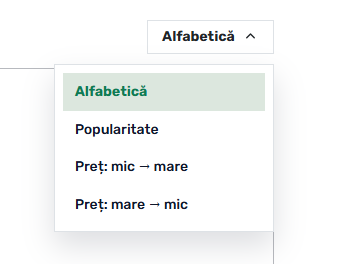 Alfabetică
Alfabetică
Popularitate
Preț: mic → mare
Preț: mare → mic